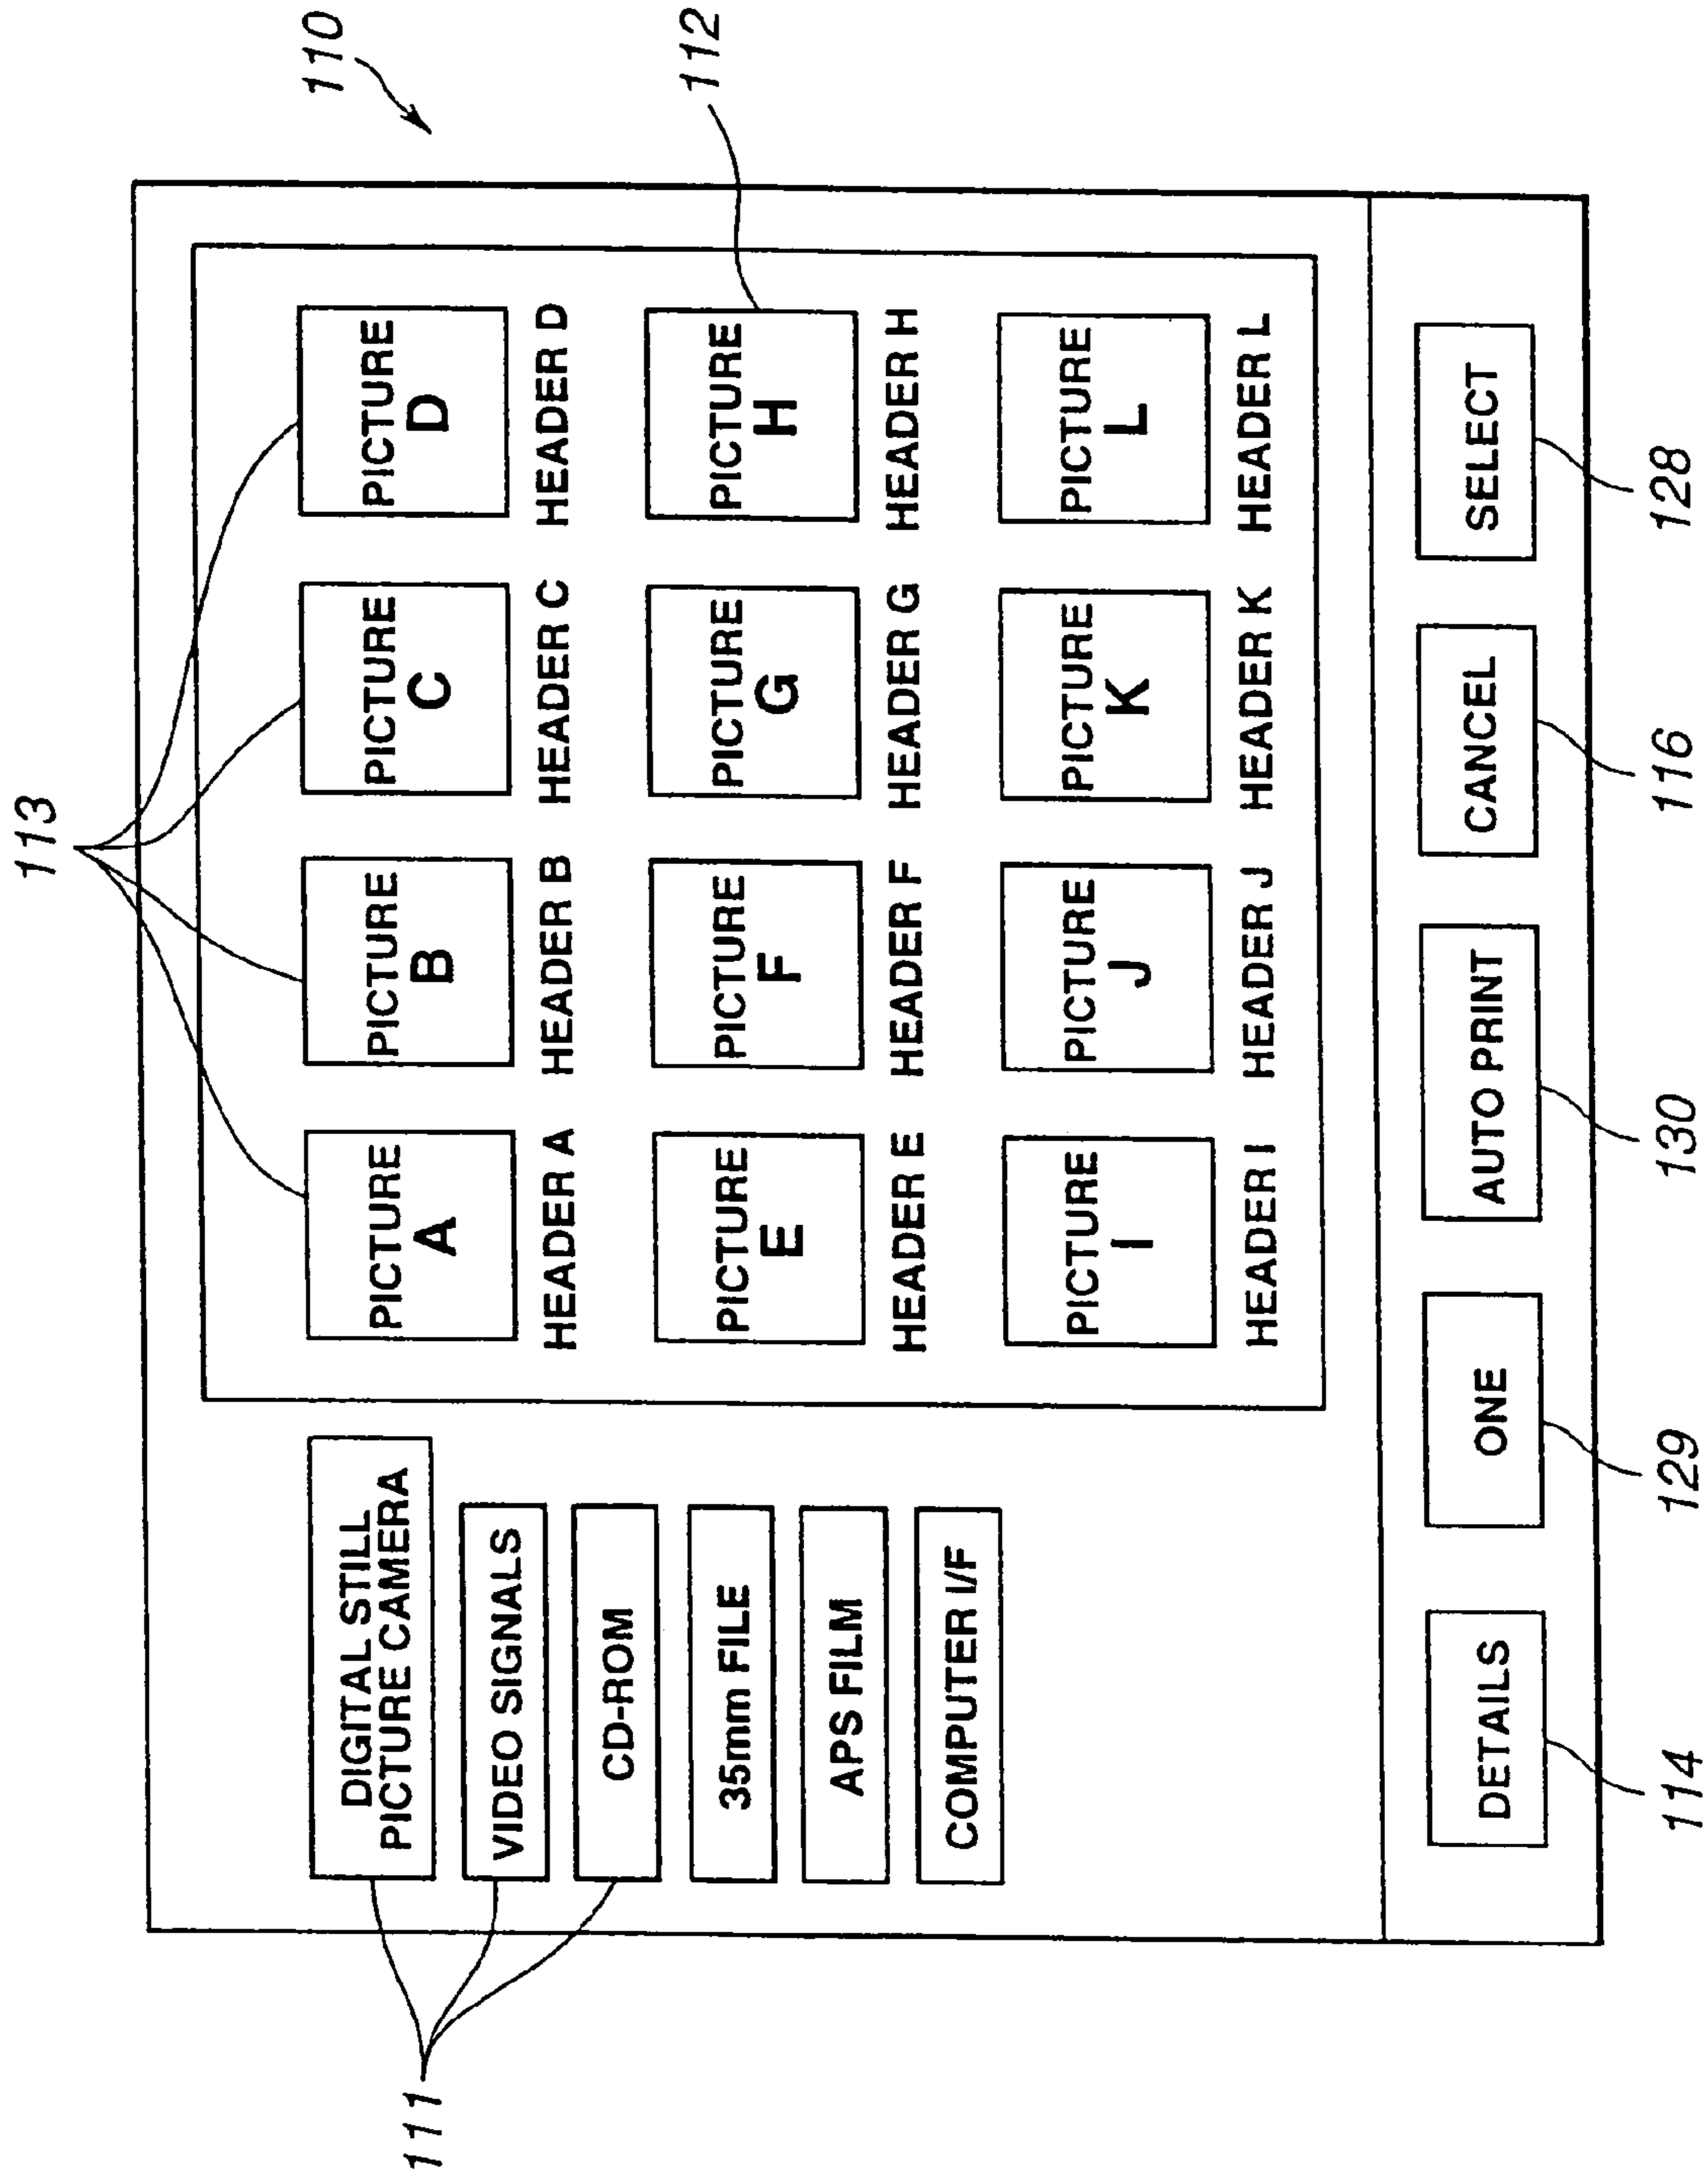 110
113
112
DIGITAL STILL
PICTURE CAMERA
VIDEO SIGNALS
CD-ROM
35mm FILE
APS FILM
COMPUTER I/F
111
PICTURE
A
PICTURE
B
PICTURE
C
PICTURE
D
HEADER A
HEADER B
HEADER C
HEADER D
PICTURE
E
PICTURE
F
PICTURE
G
PICTURE
H
HEADER E
HEADER F
HEADER G
HEADER H
PICTURE
I
PICTURE
J
PICTURE
K
PICTURE
L
HEADER I
HEADER J
HEADER K
HEADER L
DETAILS
ONE
AUTO PRINT
CANCEL
SELECT
114
129
130
116
128